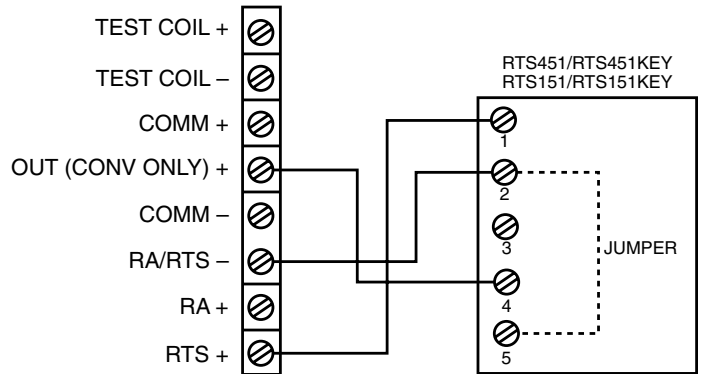 TEST COIL +
TEST COIL –
COMM +
OUT (CONV ONLY) +
COMM –
RA/RTS –
RA +
RTS +
RTS451/RTS451KEY
RTS151/RTS151KEY
1
2
3
4
5
JUMPER